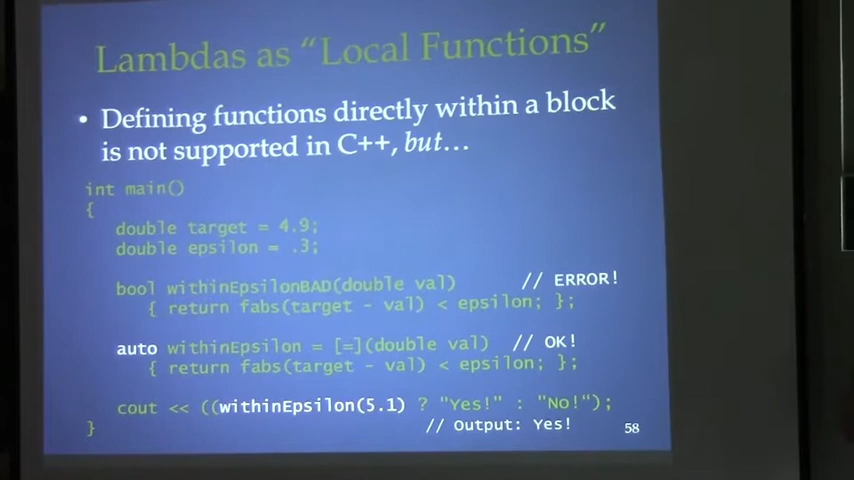 Lambdas as “Local Functions”
• Defining functions directly within a block
is not supported in C++, but…
int main()
{
double target = 4.9;
double epsilon = .3;
bool withinEpsilonBAD(double val) // ERROR!
{ return fabs(target - val) < epsilon; };
auto withinEpsilon = [=](double val) // OK!
{ return fabs(target - val) < epsilon; };
cout << ((withinEpsilon(5.1) ? "Yes!" : "No!“);
} // Output: Yes!
58